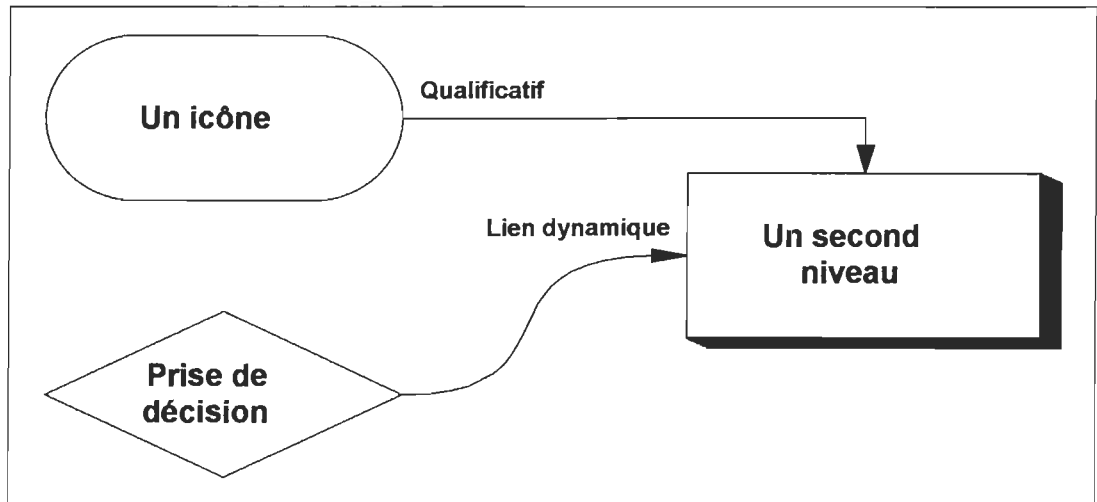 Un icône
Qualificatif
Lien dynamique
Un second
niveau
Prise de
décision